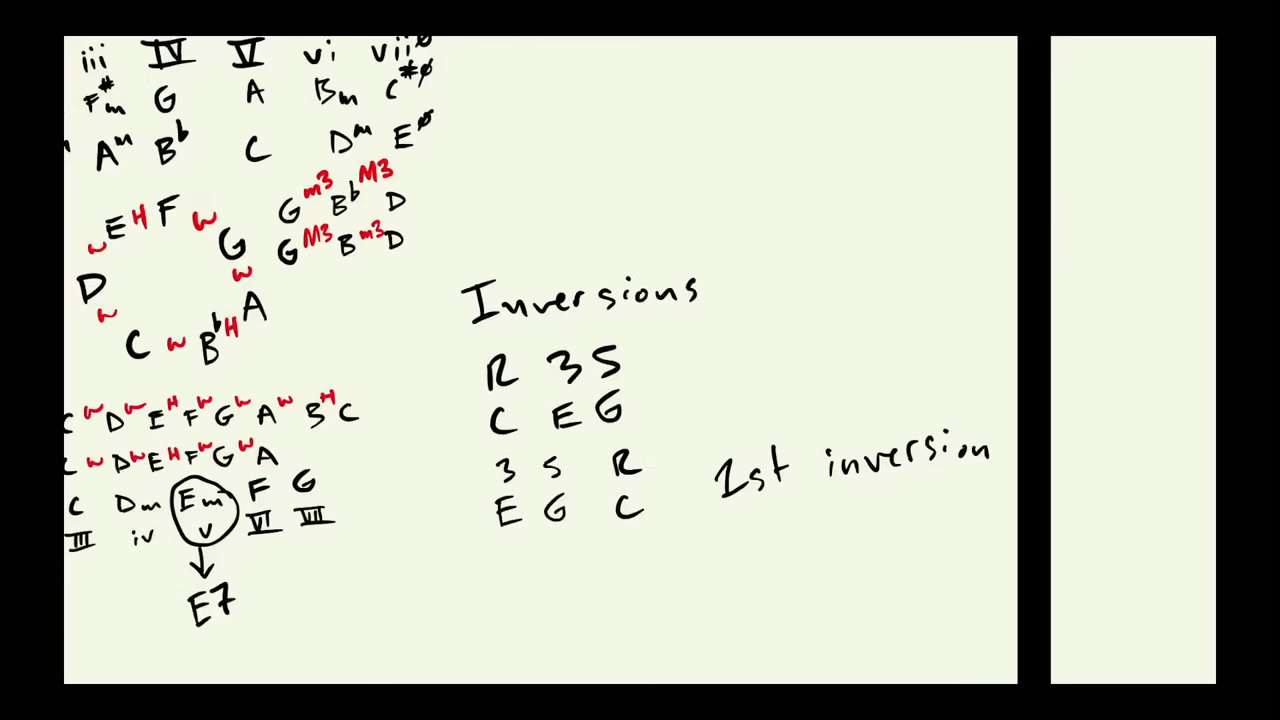 iii IV V vi viiø
F#m G A Bm C#ø
Am Bb C Dm Eø
G m3 Bb M3 D
G M3 B m3 D
E H F w G w A H Bb w C w D w
C w D w E H F w G w A w B H C
C w D w E H F w G w A
C Dm Em F G
III iv v VI VII
E7
Inversions
R 3 5
C E G
3 5 R
E G C
1st inversion